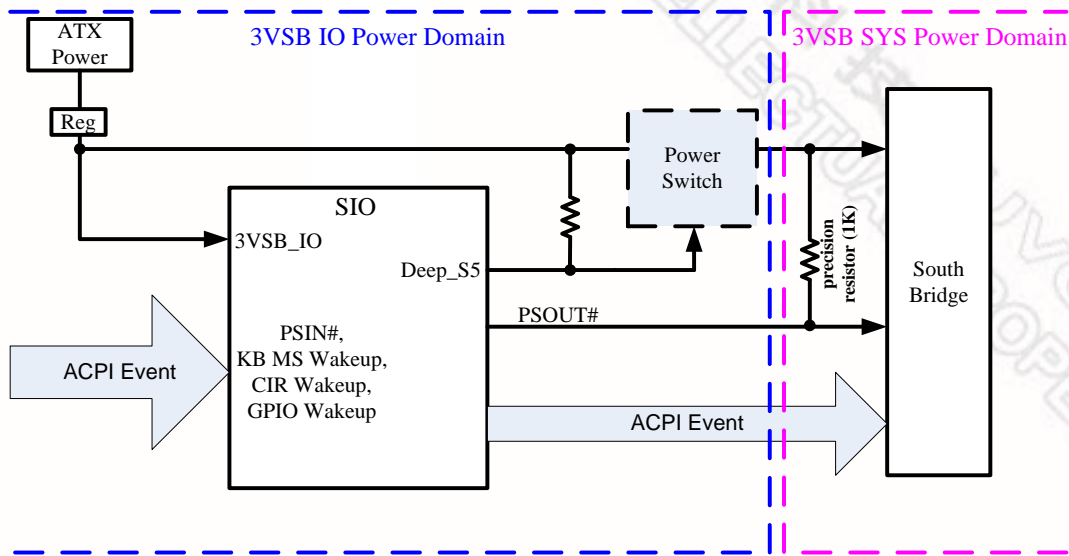 3VSB IO Power Domain
3VSB SYS Power Domain
ATX
Power
Reg
Power
Switch
SIO
3VSB_IO
Deep_S5
precision
resistor (1K)
South
Bridge
PSOUT#
PSIN#,
KB MS Wakeup,
CIR Wakeup,
GPIO Wakeup
ACPI Event
ACPI Event